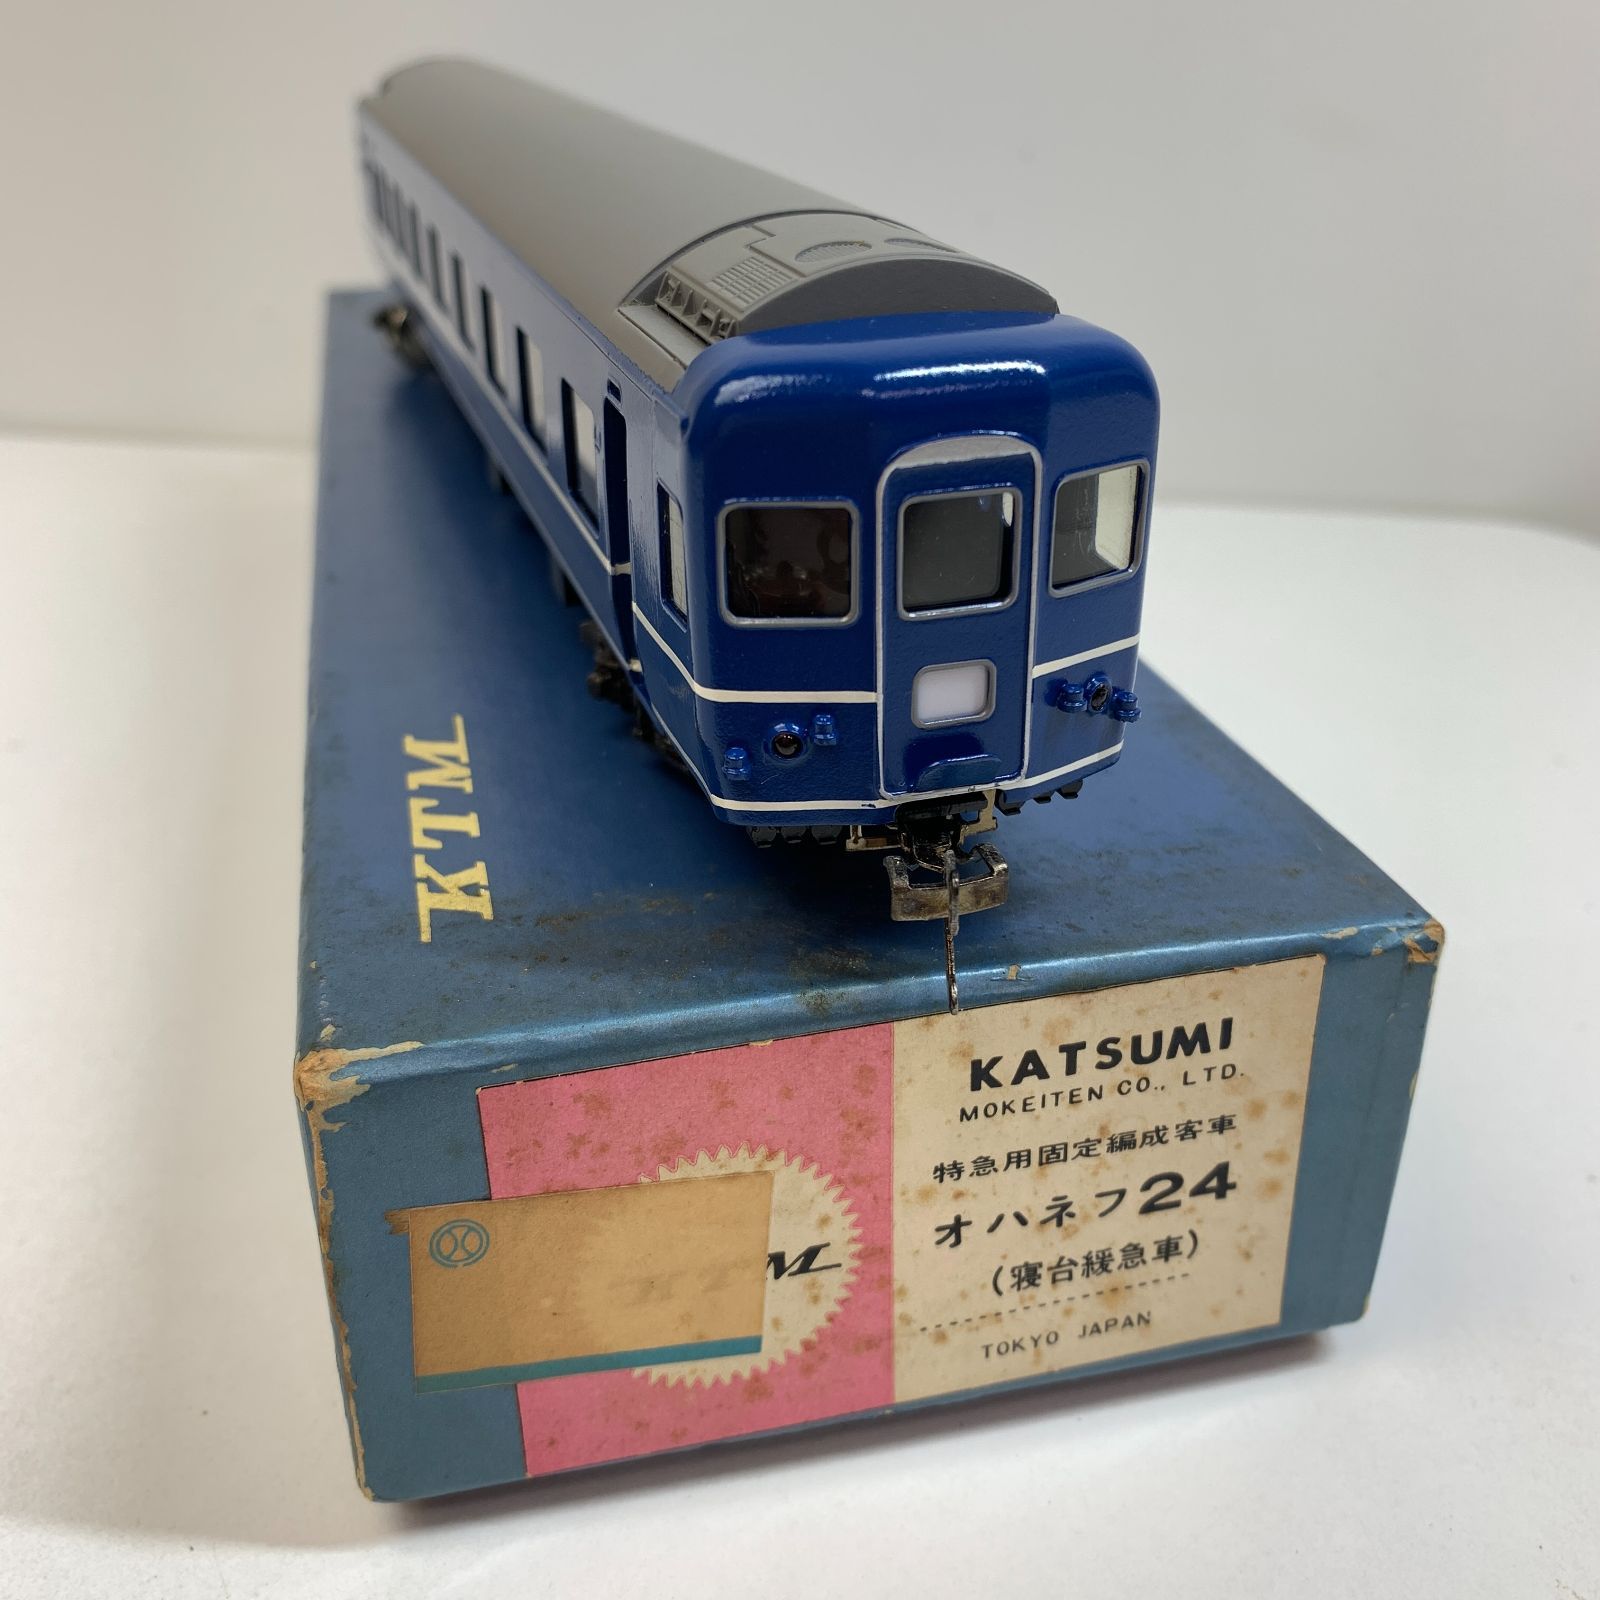 KTM
KATSUMI
MOKEITEN CO., LTD.
特急用固定編成客車
オハネフ24
(寝台緩急車)
TOKYO JAPAN